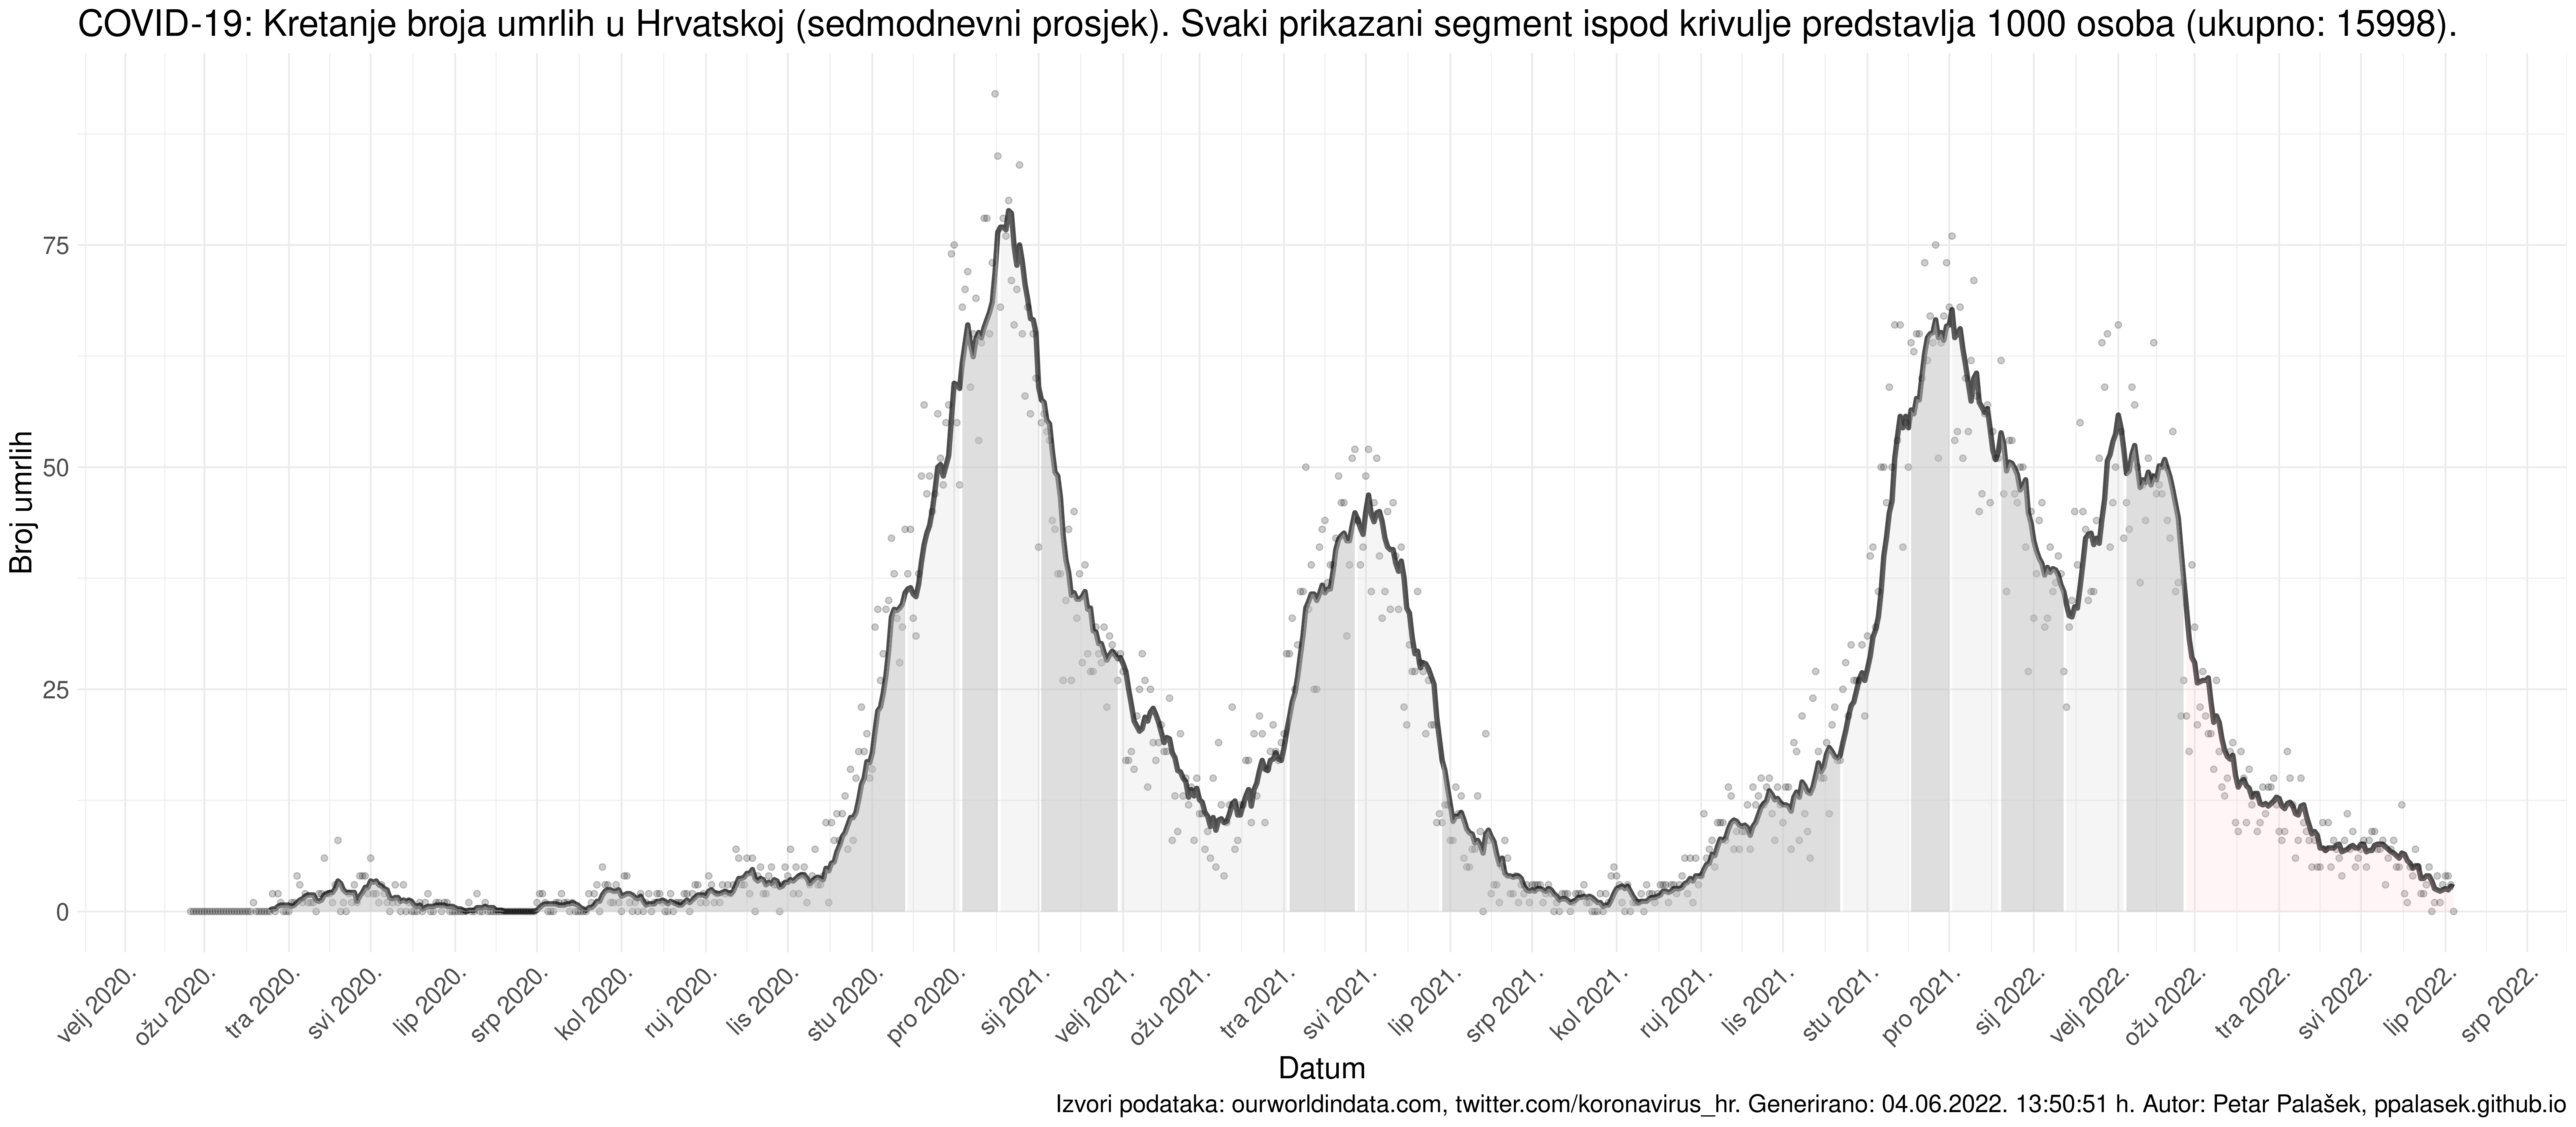 COVID-19: Kretanje broja umrlih u Hrvatskoj (sedmodnevni prosjek). Svaki prikazani segment ispod krivulje predstavlja 1000 osoba (ukupno: 15998).
Broj umrlih
75
50
25
0
velj 2020.
ožu 2020.
tra 2020.
svi 2020.
lip 2020.
srp 2020.
kol 2020.
ruj 2020.
lis 2020.
stu 2020.
pro 2020.
sij 2021.
velj 2021.
ožu 2021.
tra 2021.
svi 2021.
lip 2021.
srp 2021.
kol 2021.
ruj 2021.
lis 2021.
stu 2021.
pro 2021.
sij 2022.
velj 2022.
ožu 2022.
tra 2022.
svi 2022.
lip 2022.
srp 2022.
Datum
Izvori podataka: ourworldindata.com, twitter.com/koronavirus_hr. Generirano: 04.06.2022. 13:50:51 h. Autor: Petar Palašek, ppalasek.github.io